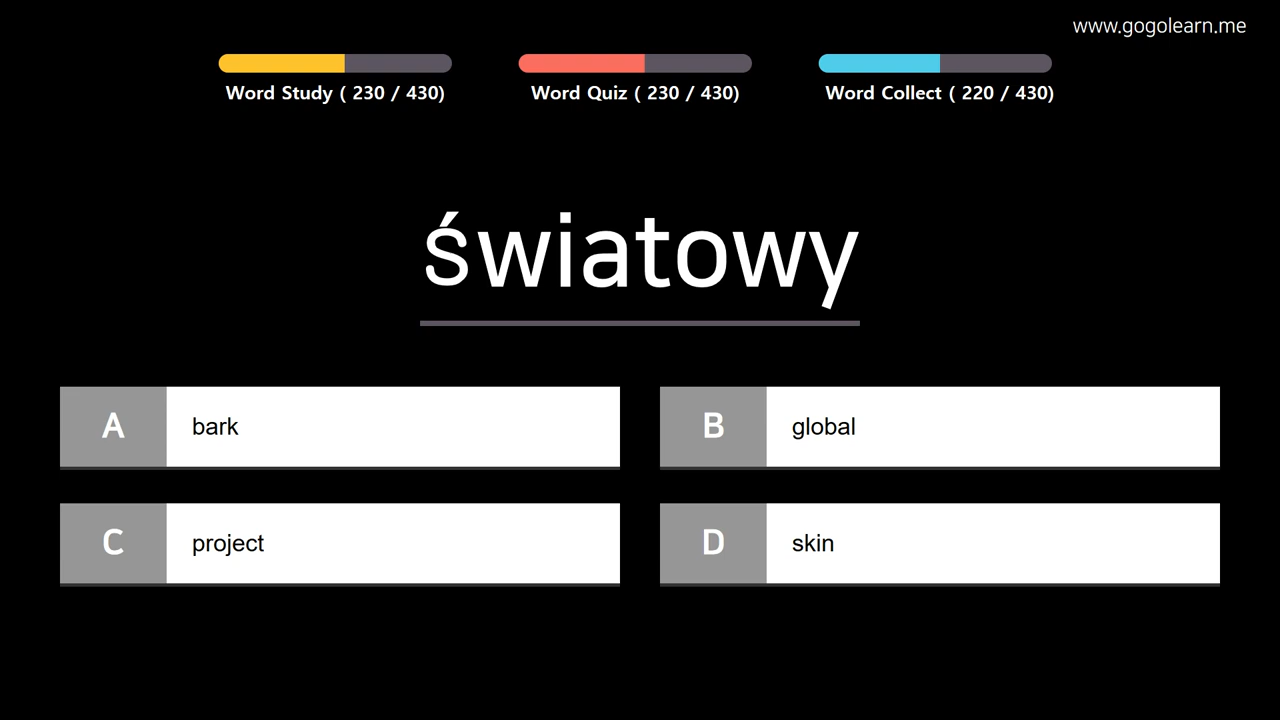 www.gogolearn.me
Word Study ( 230 / 430)
Word Quiz ( 230 / 430)
Word Collect ( 220 / 430)
światowy
A bark
B global
C project
D skin